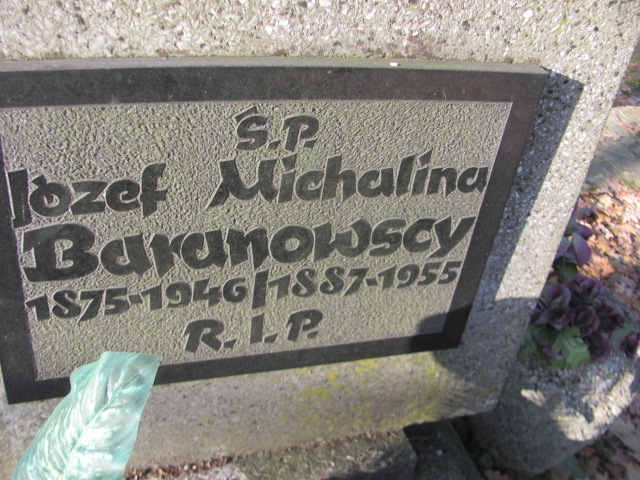 Ś.P.
Józef Michalina
Baranowscy
1875-1946/1887-1955
R.I.P.